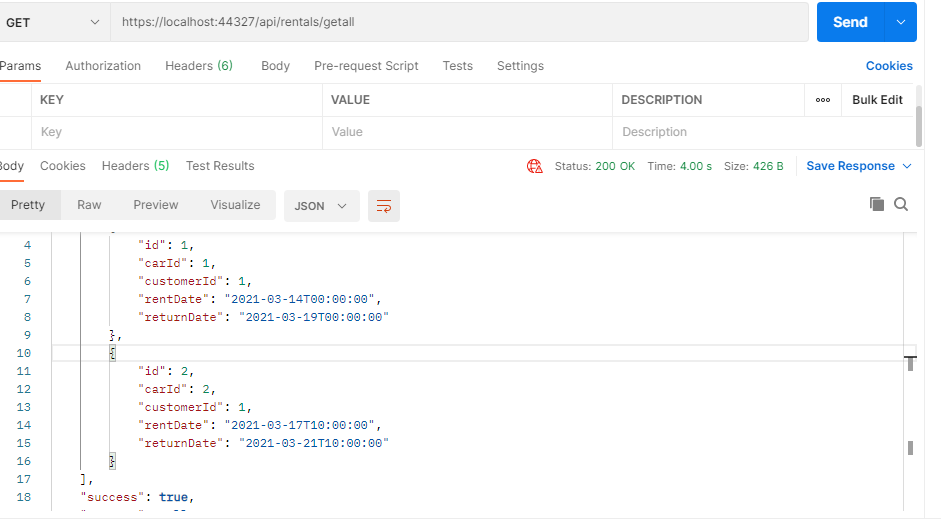 GET https://localhost:44327/api/rentals/getall Send
Params Authorization Headers (6) Body Pre-request Script Tests Settings Cookies
KEY VALUE DESCRIPTION ooo Bulk Edit
Key Value Description
Body Cookies Headers (5) Test Results Status: 200 OK Time: 4.00 s Size: 426 B Save Response
Pretty Raw Preview Visualize JSON
4 "id": 1,
5 "carId": 1,
6 "customerId": 1,
7 "rentDate": "2021-03-14T00:00:00",
8 "returnDate": "2021-03-19T00:00:00"
9 },
10 {
11 "id": 2,
12 "carId": 2,
13 "customerId": 1,
14 "rentDate": "2021-03-17T10:00:00",
15 "returnDate": "2021-03-21T10:00:00"
16 }
17 ],
18 "success": true,